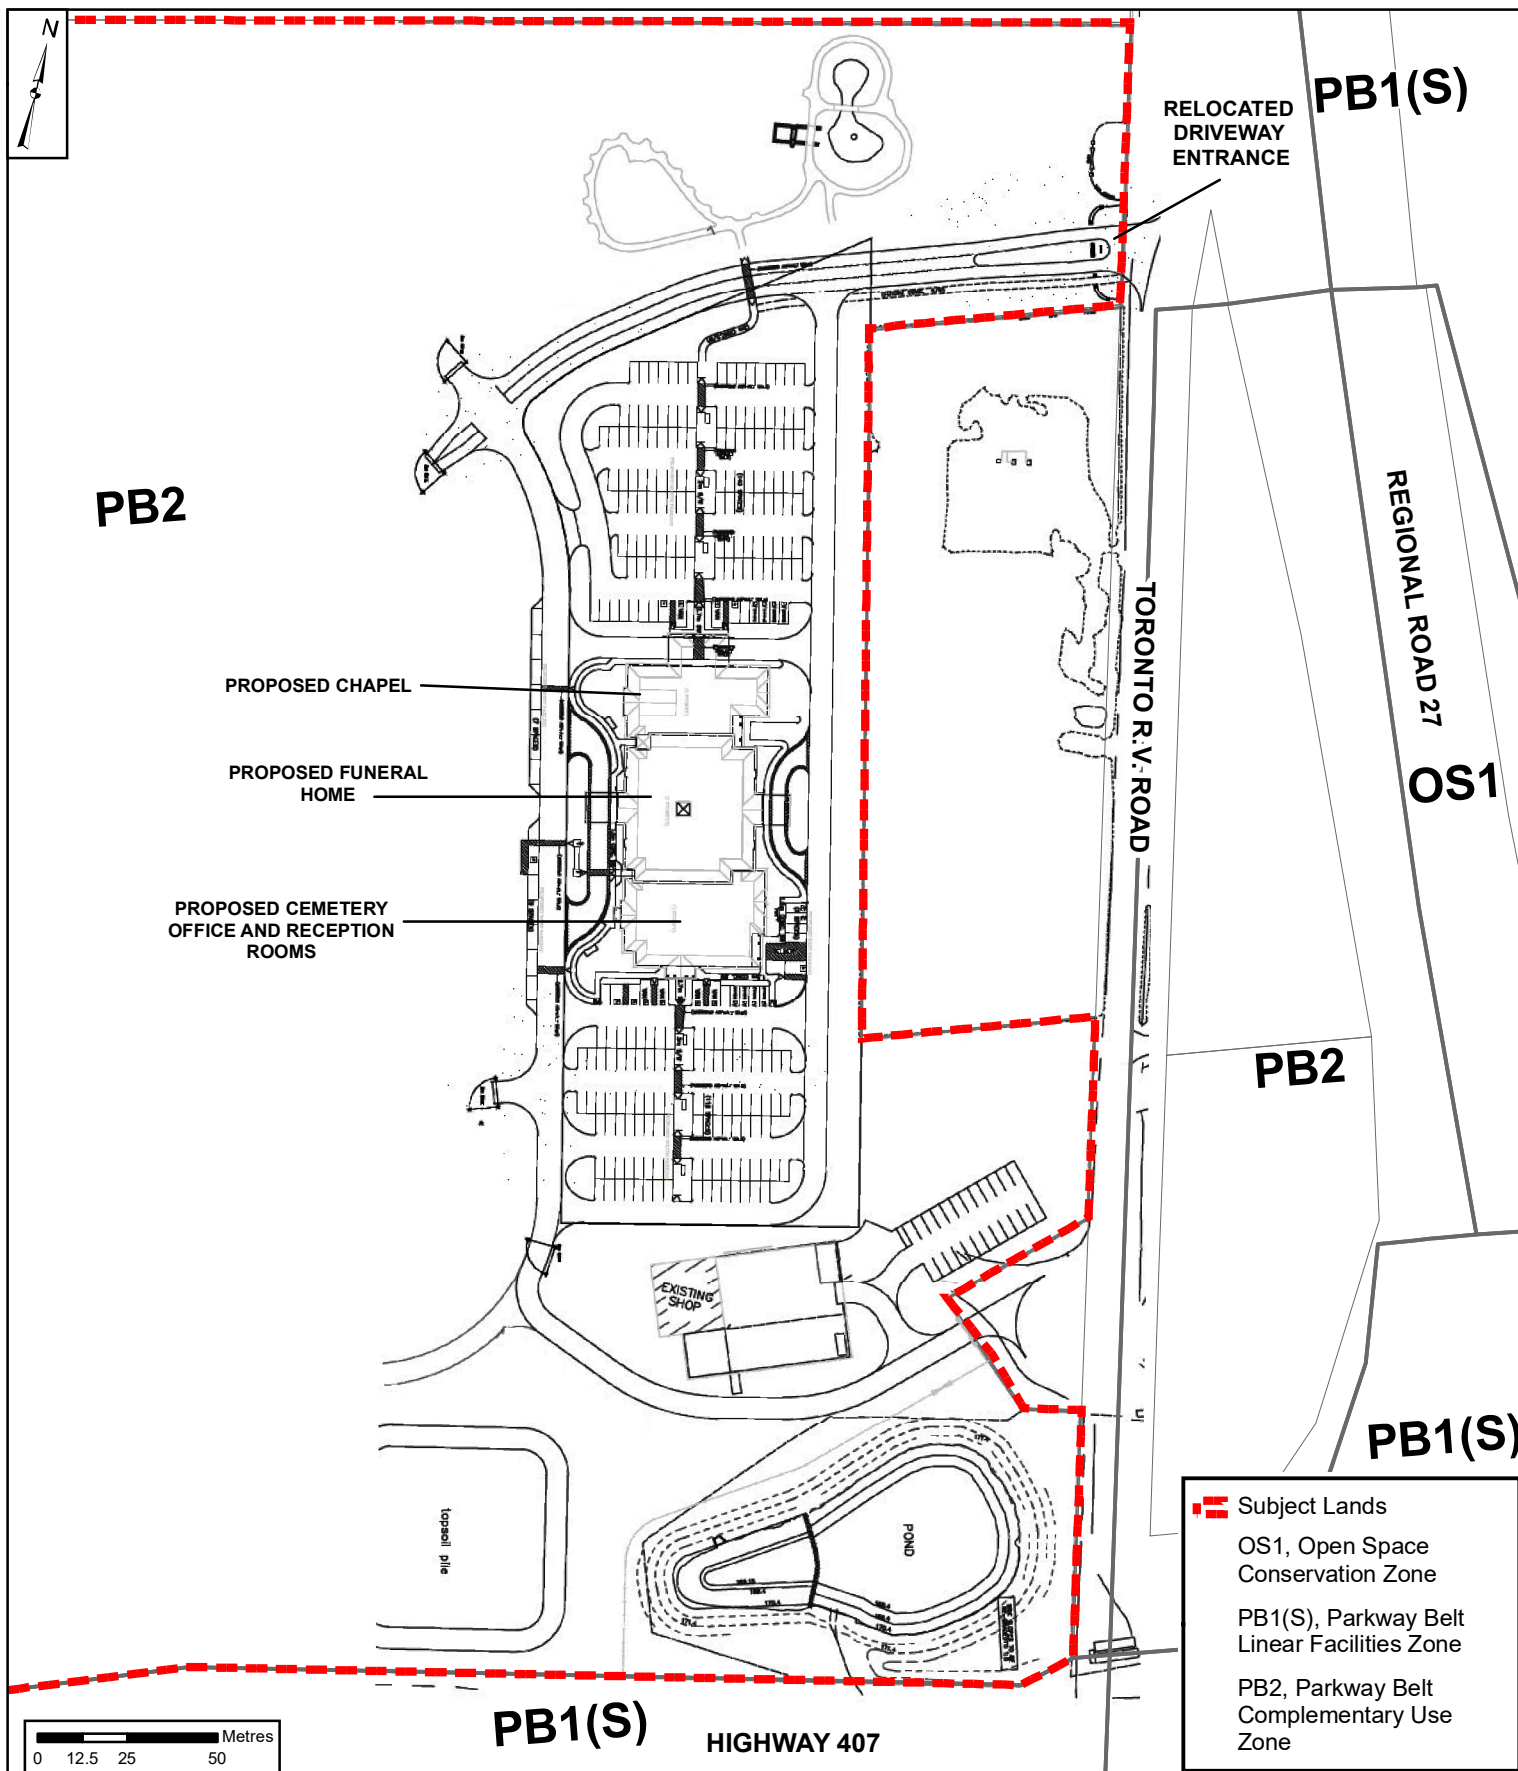 N
PB1(S)
RELOCATED
DRIVEWAY
ENTRANCE
PB2
REGIONAL ROAD 27
TORONTO R.V. ROAD
PROPOSED CHAPEL
PROPOSED FUNERAL
HOME
OS1
PROPOSED CEMETERY
OFFICE AND RECEPTION
ROOMS
PB2
EXISTING
SHOP
PB1(S)
topsoil pile
POND
PB1(S)
HIGHWAY 407
Metres
0 12.5 25 50
Subject Lands
OS1, Open Space
Conservation Zone
PB1(S), Parkway Belt
Linear Facilities Zone
PB2, Parkway Belt
Complementary Use
Zone